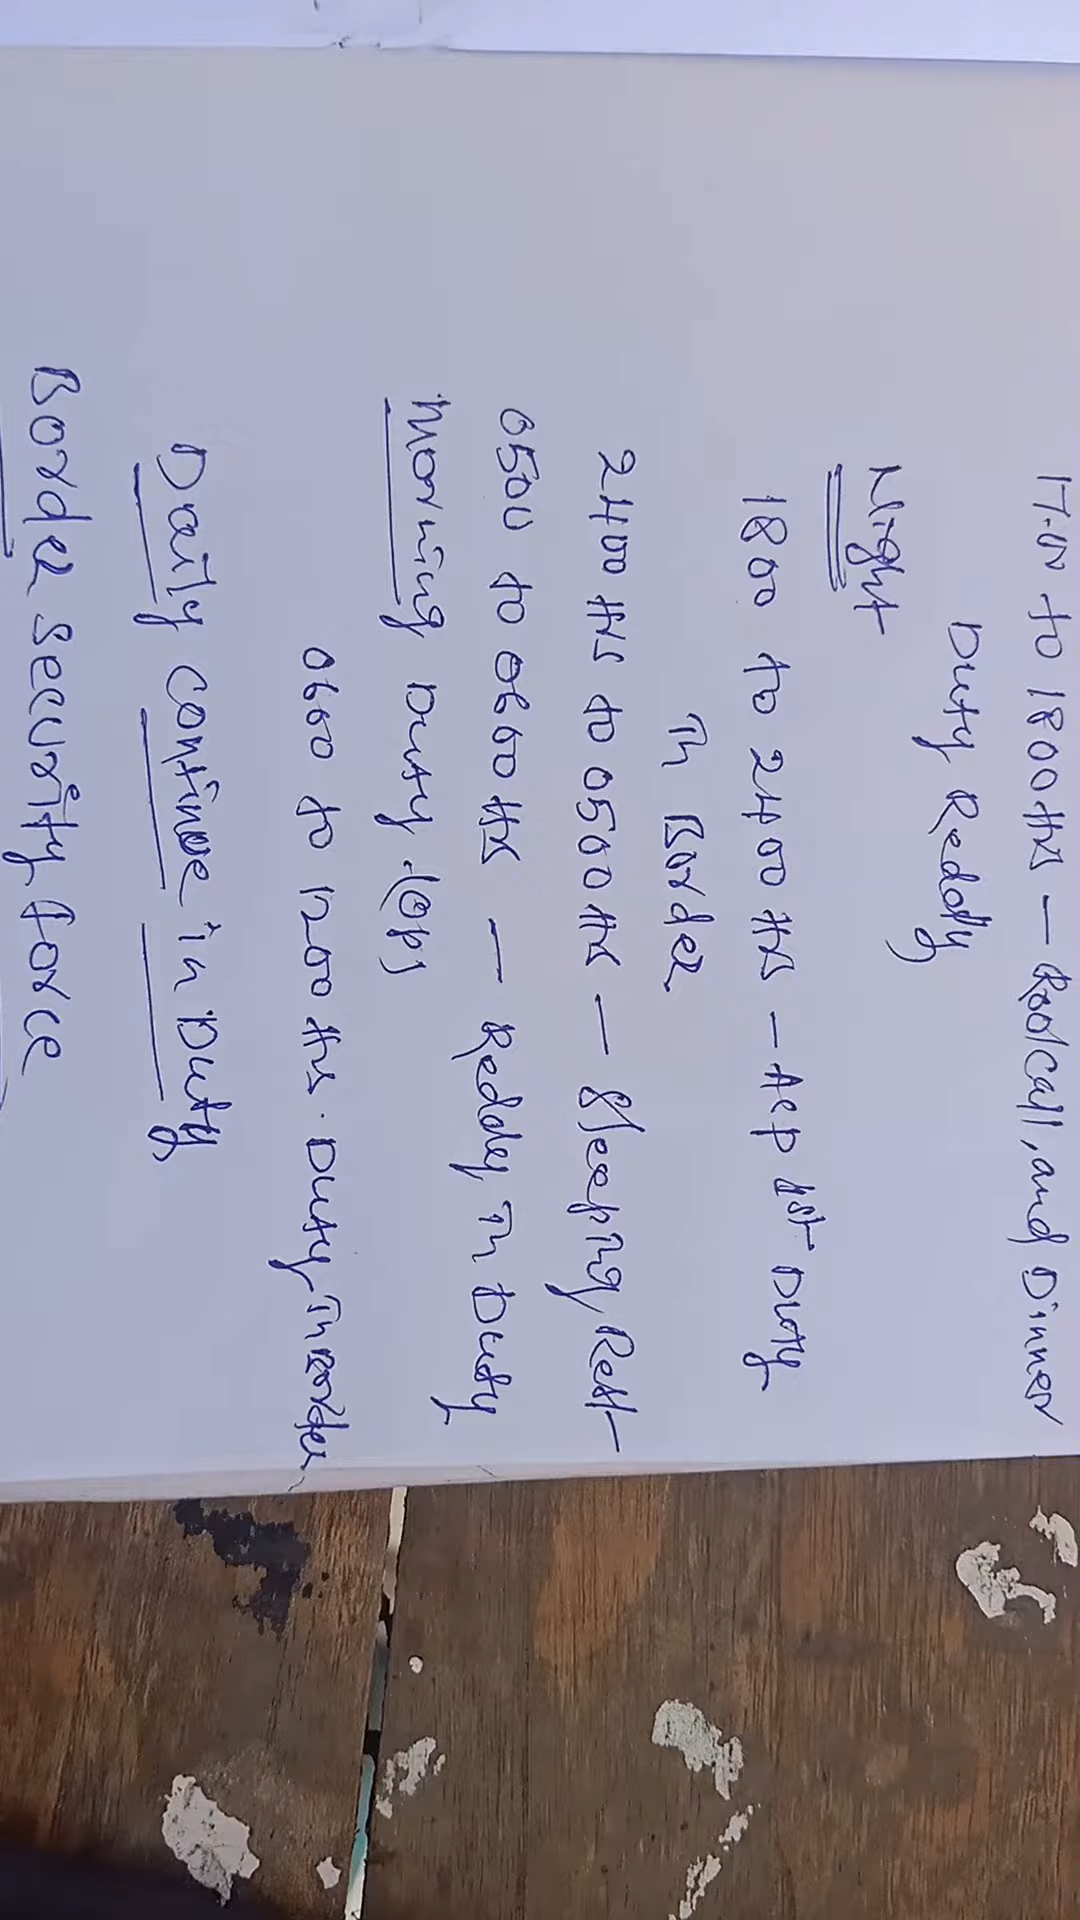 17.00 to 1800 Hrs — Roolcall, and Dinner
Duty Reddy
Night
1800 to 2400 Hrs - Acp 1st Duty
In Border
2400 Hrs to 0500 Hrs — Sleeping Rest
0500 to 0600 Hrs — Reddy In Duty
Morning Duty
0600 to 1200 Hrs. Duty In Border
Daily continue in Duty
Border Security force